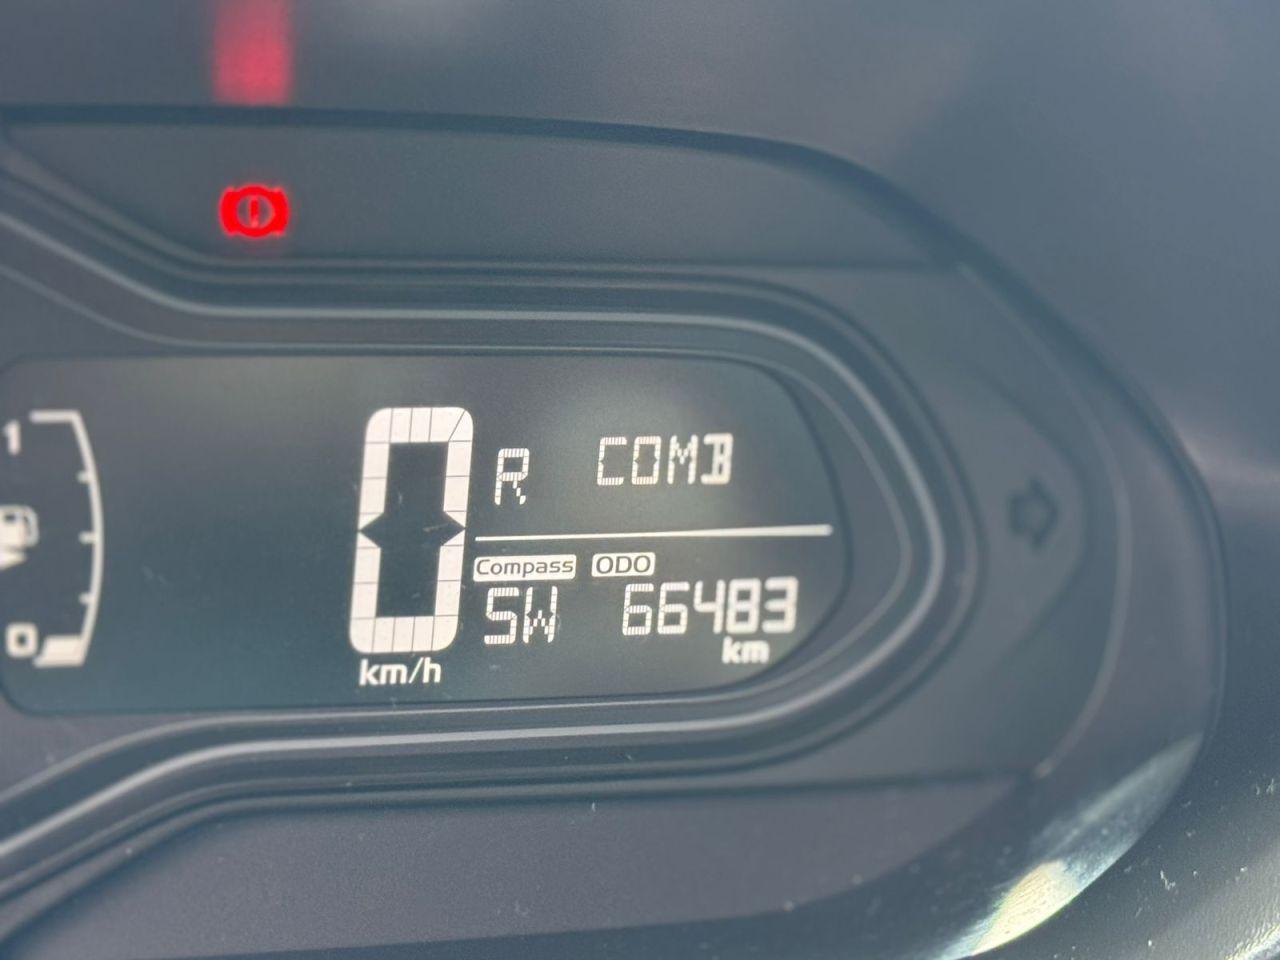 1
0
0
km/h
R COMB
Compass ODO
SW 66483
km